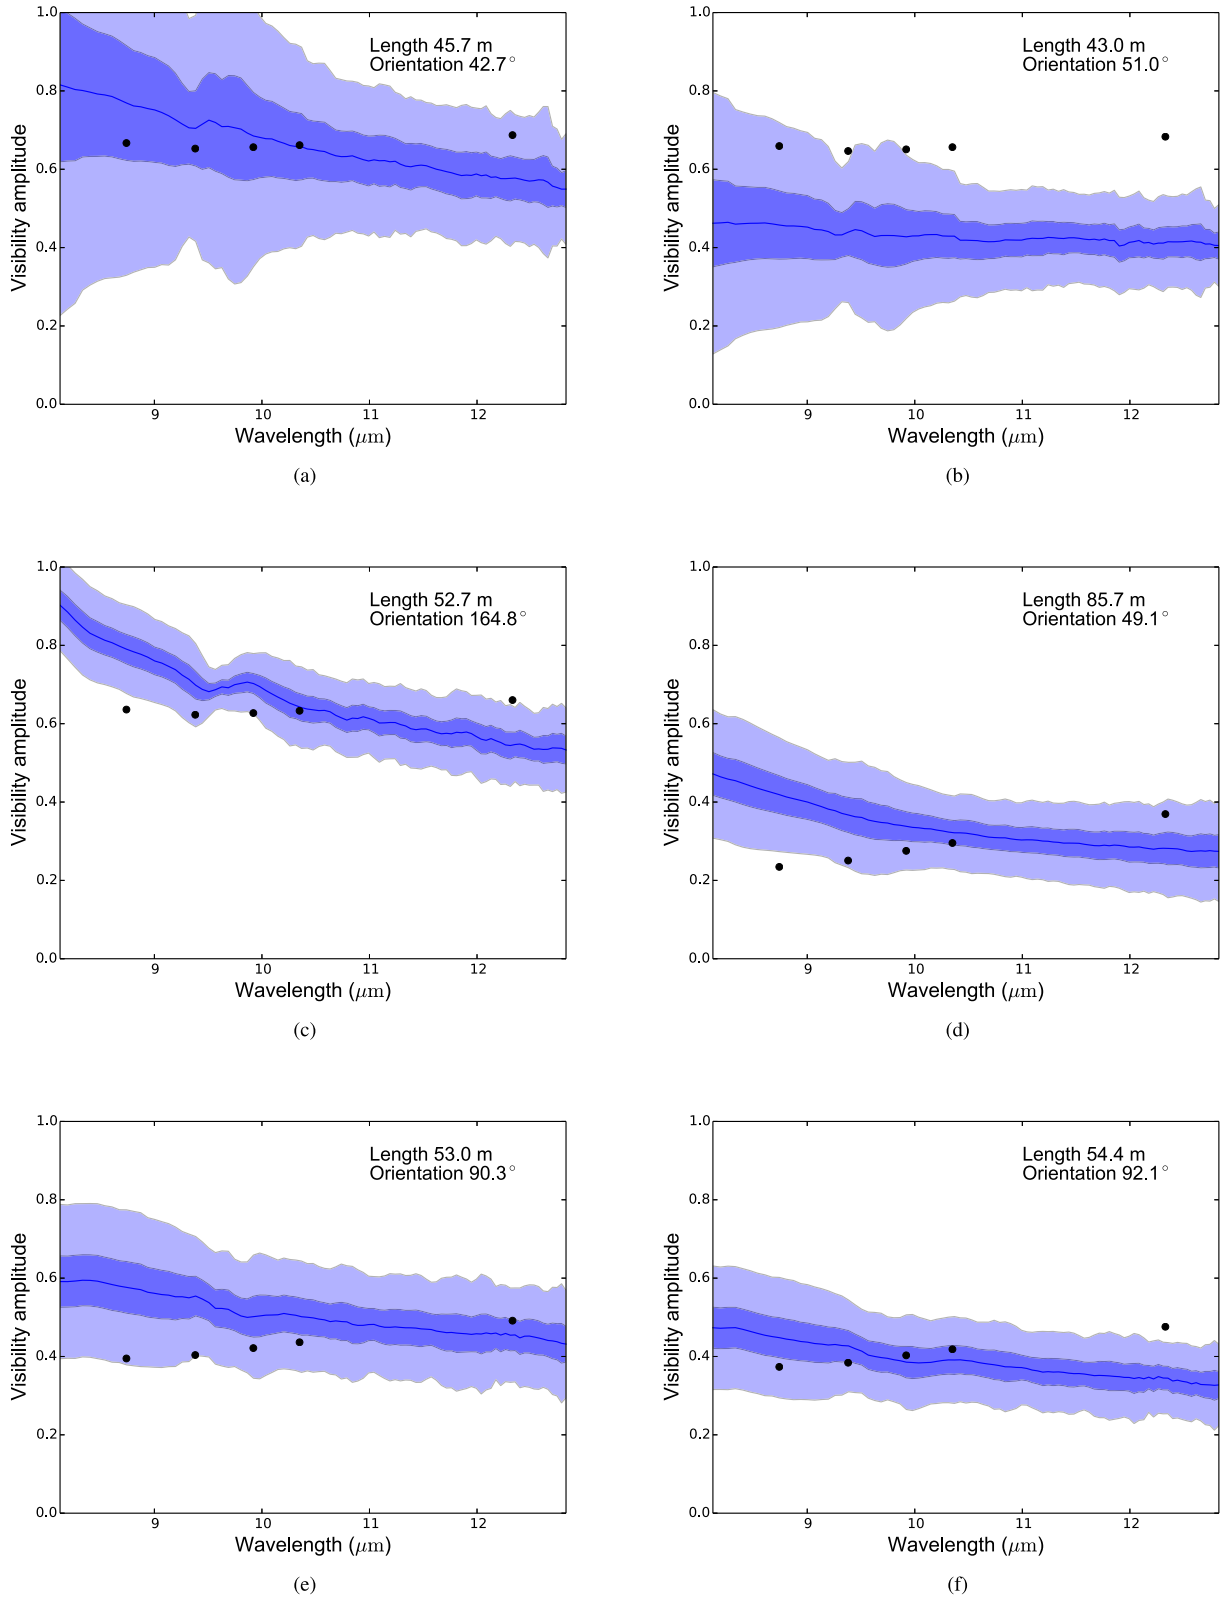 1.0
0.8
0.6
0.4
0.2
0.0
Visibility amplitude
Length 45.7 m
Orientation 42.7°
9 10 11 12
Wavelength (μm)
(a)
1.0
0.8
0.6
0.4
0.2
0.0
Visibility amplitude
Length 43.0 m
Orientation 51.0°
9 10 11 12
Wavelength (μm)
(b)
1.0
0.8
0.6
0.4
0.2
0.0
Visibility amplitude
Length 52.7 m
Orientation 164.8°
9 10 11 12
Wavelength (μm)
(c)
1.0
0.8
0.6
0.4
0.2
0.0
Visibility amplitude
Length 85.7 m
Orientation 49.1°
9 10 11 12
Wavelength (μm)
(d)
1.0
0.8
0.6
0.4
0.2
0.0
Visibility amplitude
Length 53.0 m
Orientation 90.3°
9 10 11 12
Wavelength (μm)
(e)
1.0
0.8
0.6
0.4
0.2
0.0
Visibility amplitude
Length 54.4 m
Orientation 92.1°
9 10 11 12
Wavelength (μm)
(f)